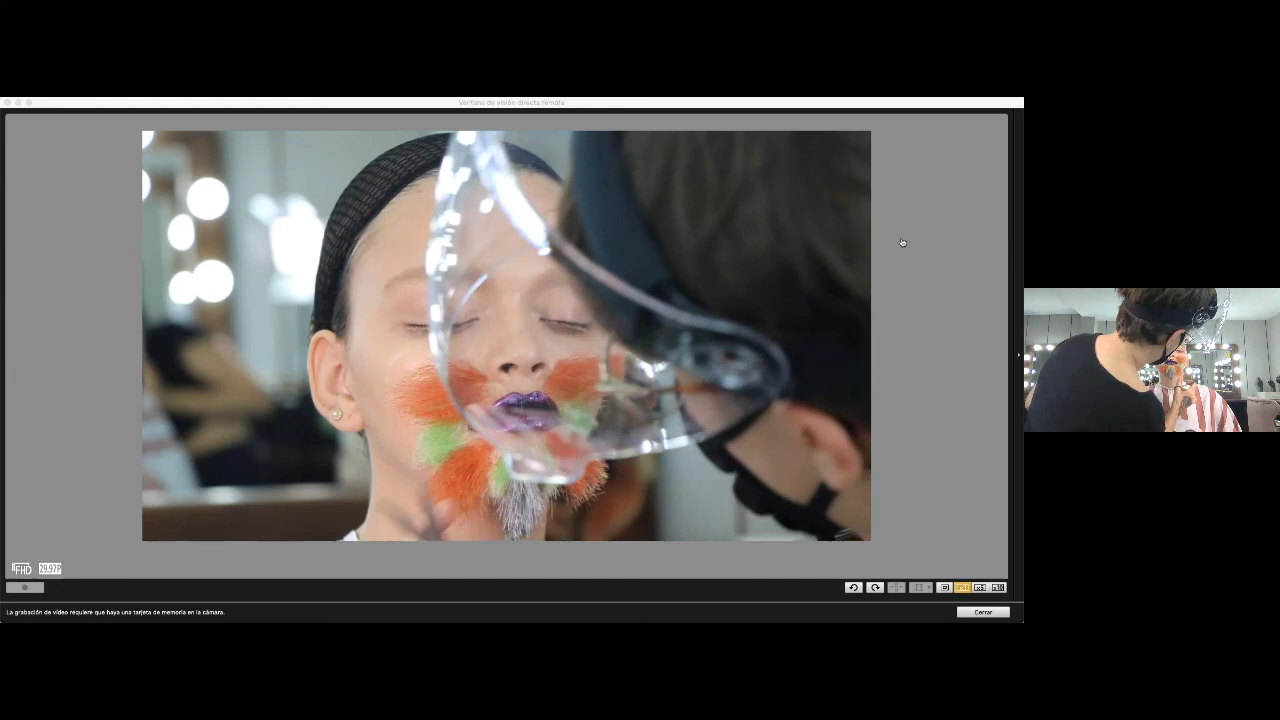 Ventana de visión directa remota
FHD 29.97P
La grabación de vídeo requiere que haya una tarjeta de memoria en la cámara.
Cerrar